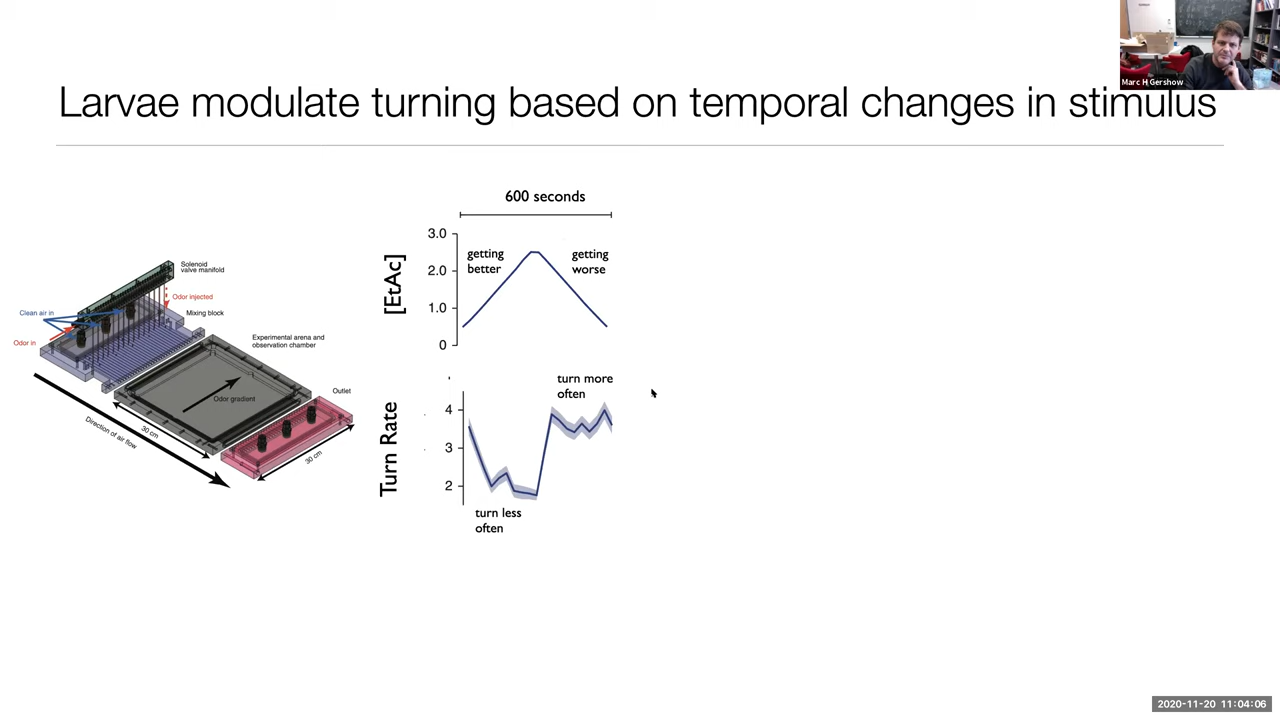 Marc H Gershow
Larvae modulate turning based on temporal changes in stimulus
Solenoid
valve manifold
Odor injected
Clean air in
Mixing block
Odor in
Experimental arena and
observation chamber
Odor gradient
Outlet
30 cm
Direction of air flow
30 cm
600 seconds
[EtAc]
3.0
2.0
1.0
0
getting
better
getting
worse
Turn Rate
4
3
2
turn more
often
turn less
often
2020-11-20 11:04:06